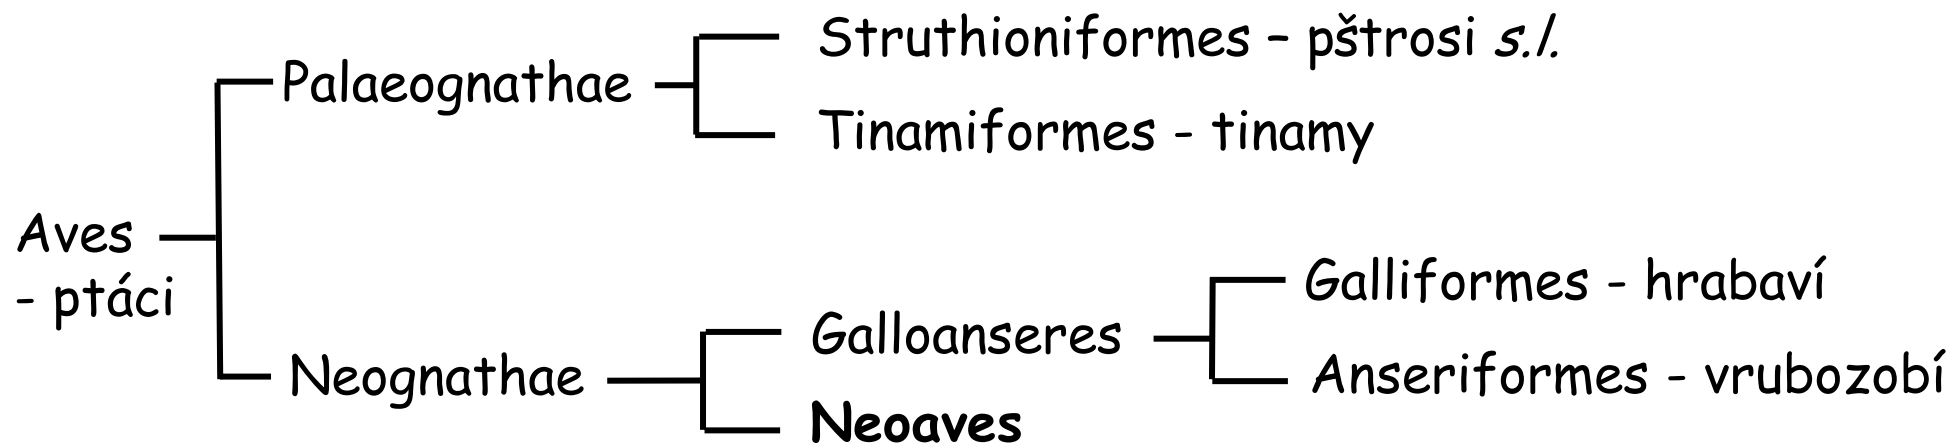 Struthioniformes – pštrosi s.l.
Palaeognathae
Tinamiformes - tinamy
Aves
- ptáci
Galliformes - hrabaví
Galloanseres
Anseriformes - vrubozobí
Neognathae
Neoaves